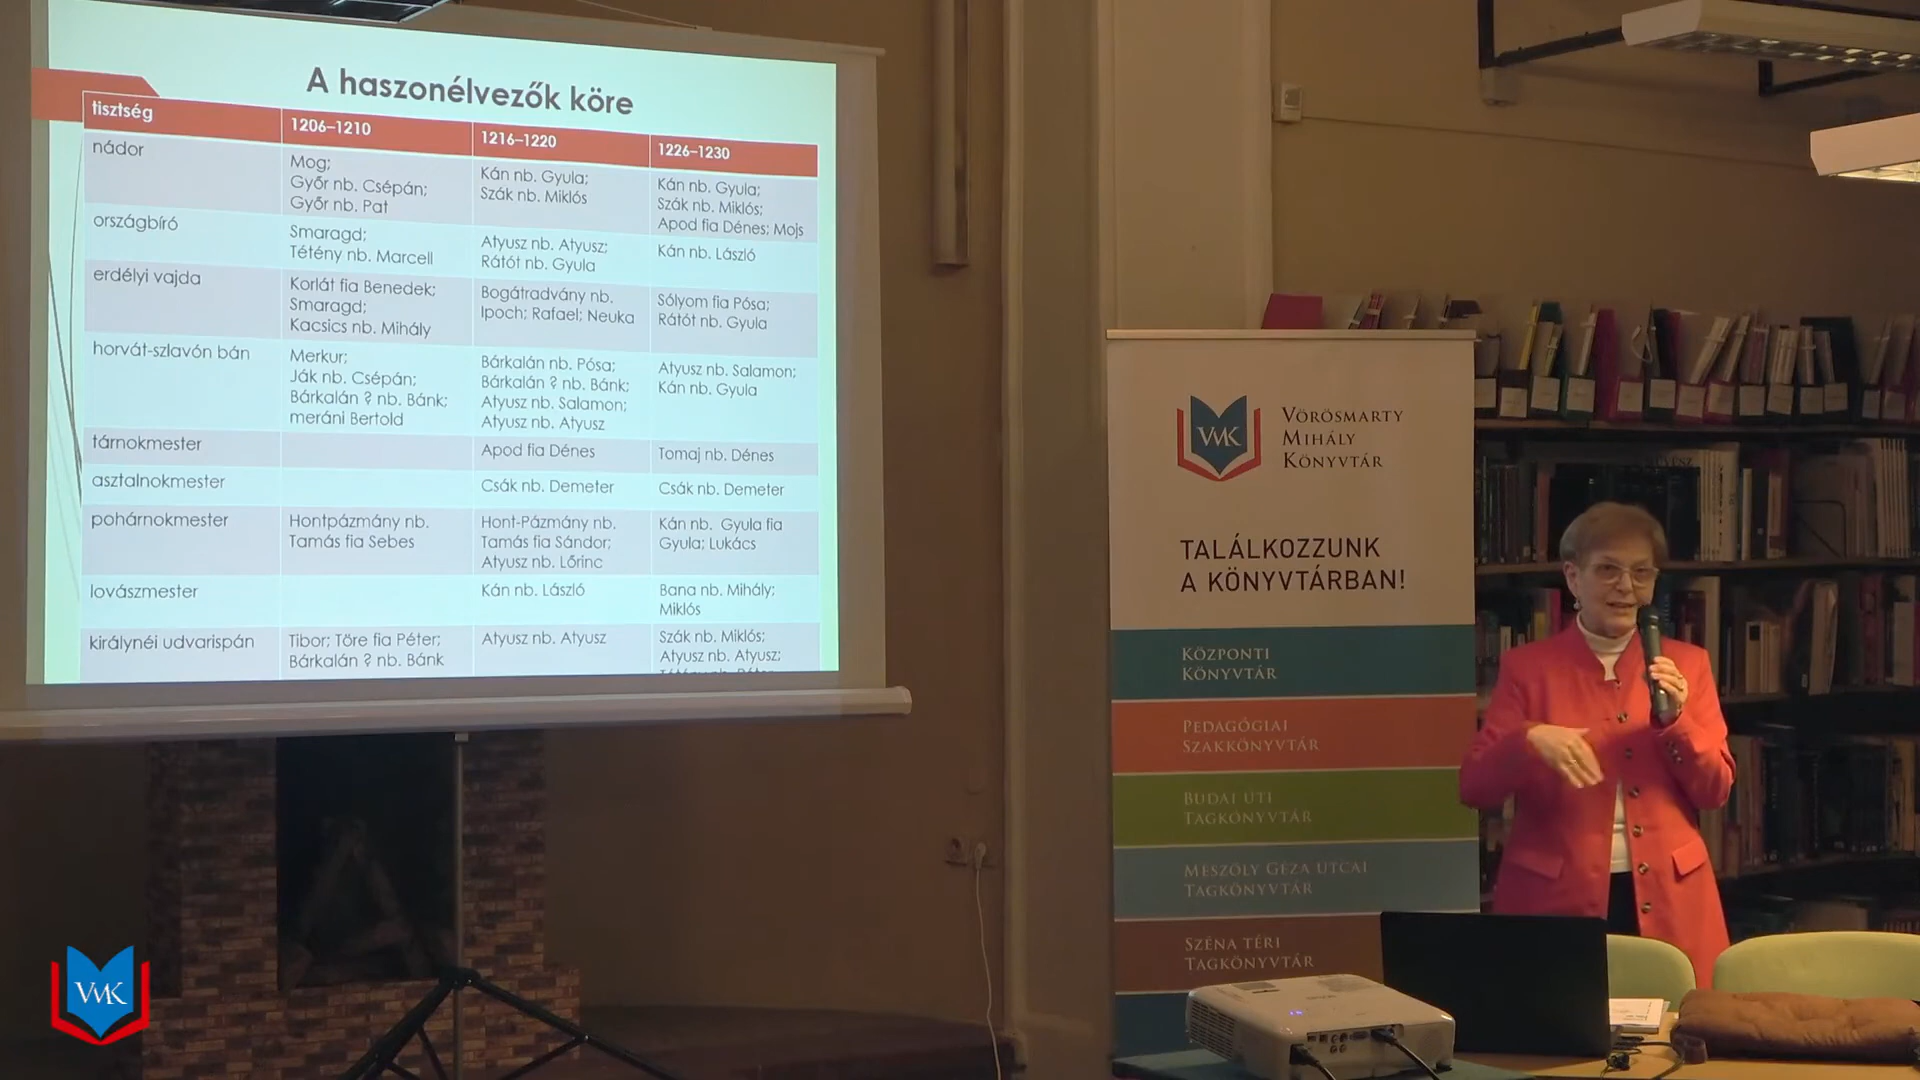 A haszonélvezők köre
tisztség
1206–1210
1216–1220
1226–1230
nádor
Mog;
Győr nb. Csépán;
Győr nb. Pat
Kán nb. Gyula;
Szák nb. Miklós
Kán nb. Gyula;
Szák nb. Miklós;
Apod fia Dénes; Mojs
országbíró
Smaragd;
Tétény nb. Marcell
Atyusz nb. Atyusz;
Rátót nb. Gyula
Kán nb. László
erdélyi vajda
Korlát fia Benedek;
Smaragd;
Kacsics nb. Mihály
Bogátradvány nb.
Ipoch; Rafael; Neuka
Sólyom fia Pósa;
Rátót nb. Gyula
horvát-szlavón bán
Merkur;
Ják nb. Csépán;
Bárkalán ? nb. Bánk;
meráni Bertold
Bárkalán nb. Pósa;
Bárkalán ? nb. Bánk;
Atyusz nb. Salamon;
Atyusz nb. Atyusz
Atyusz nb. Salamon;
Kán nb. Gyula
tárnokmester
Apod fia Dénes
Tomaj nb. Dénes
asztalnokmester
Csák nb. Demeter
Csák nb. Demeter
pohárnokmester
Hontpázmány nb.
Tamás fia Sebes
Hont-Pázmány nb.
Tamás fia Sándor;
Atyusz nb. Lőrinc
Kán nb. Gyula fia
Gyula; Lukács
lovászmester
Kán nb. László
Bana nb. Mihály;
Miklós
királynéi udvarispán
Tibor; Töre fia Péter;
Bárkalán ? nb. Bánk
Atyusz nb. Atyusz
Szák nb. Miklós;
Atyusz nb. Atyusz;
VMK
Vörösmarty
Mihály
Könyvtár
TALÁLKOZZUNK
A KÖNYVTÁRBAN!
Központi
Könyvtár
Pedagógiai
Szakkönyvtár
Budai úti
Tagkönyvtár
Mészöly Géza utcai
Tagkönyvtár
Széna téri
Tagkönyvtár
VMK